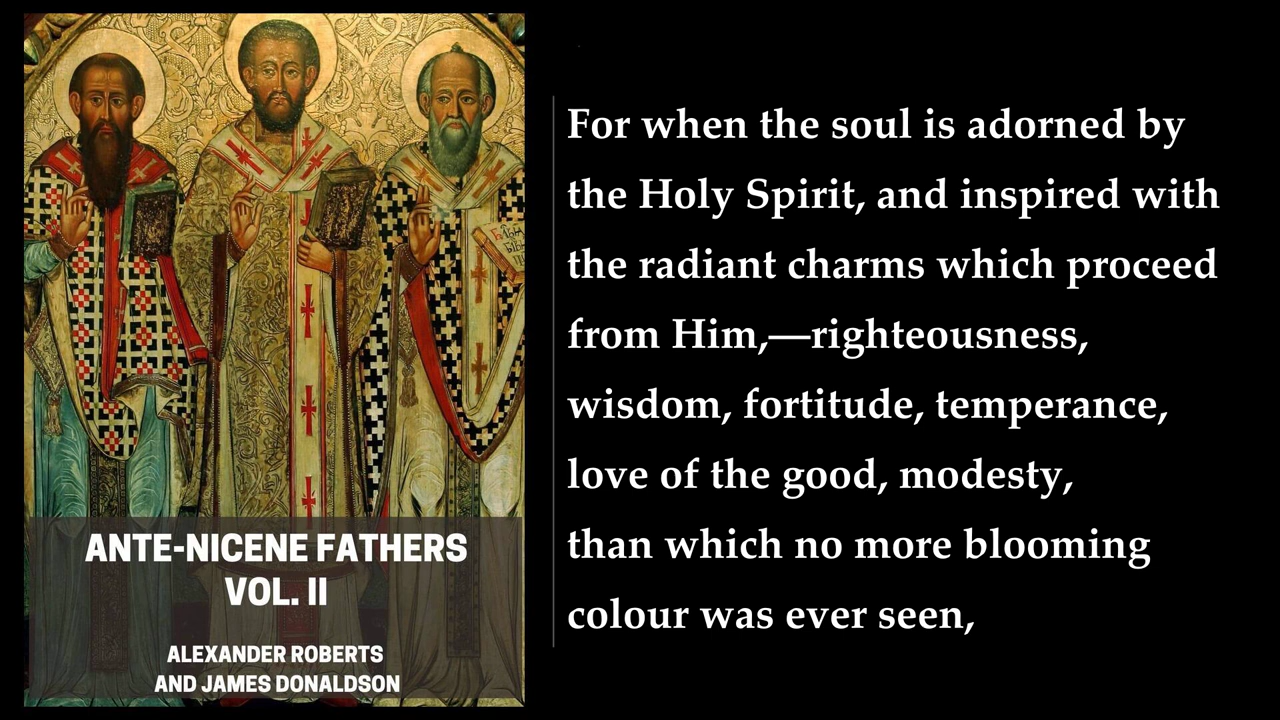 ANTE-NICENE FATHERS
VOL. II
ALEXANDER ROBERTS
AND JAMES DONALDSON
For when the soul is adorned by
the Holy Spirit, and inspired with
the radiant charms which proceed
from Him,—righteousness,
wisdom, fortitude, temperance,
love of the good, modesty,
than which no more blooming
colour was ever seen,